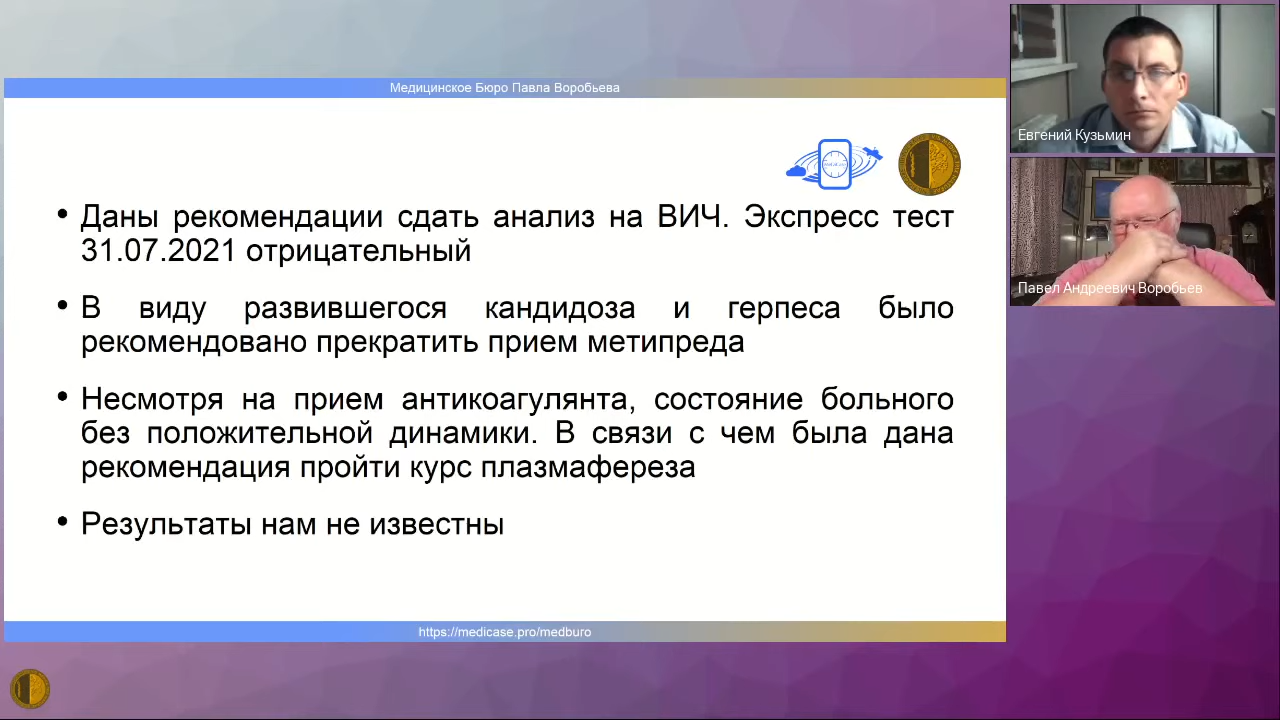 Медицинское Бюро Павла Воробьева
• Даны рекомендации сдать анализ на ВИЧ. Экспресс тест
31.07.2021 отрицательный
• В виду развившегося кандидоза и герпеса было
рекомендовано прекратить прием метипреда
• Несмотря на прием антикоагулянта, состояние больного
без положительной динамики. В связи с чем была дана
рекомендация пройти курс плазмафереза
• Результаты нам не известны
https://medicase.pro/medburo
Евгений Кузьмин
Павел Андреевич Воробьев